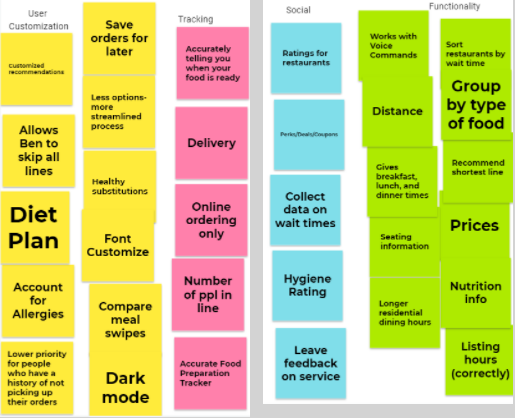 User
Customization
Customized
recommendations
Allows
Ben to
skip all
lines
Diet
Plan
Account
for
Allergies
Lower priority for
people who have a
history of not
picking up
their orders
Save
orders for
later
Less options-
more
streamlined
process
Healthy
substitutions
Font
Customize
Compare
meal
swipes
Dark
mode
Tracking
Accurately
telling you
when your
food is ready
Delivery
Online
ordering
only
Number
of ppl in
line
Accurate Food
Preparation
Tracker
Social
Ratings for
restaurants
Perks/Deals/Coupons
Collect
data on
wait times
Hygiene
Rating
Leave
feedback
on service
Functionality
Works with
Voice
Commands
Distance
Gives
breakfast,
lunch, and
dinner times
Seating
information
Longer
residential
dining hours
Sort
restaurants by
wait time
Group
by type
of food
Recommend
shortest line
Prices
Nutrition
info
Listing
hours
(correctly)